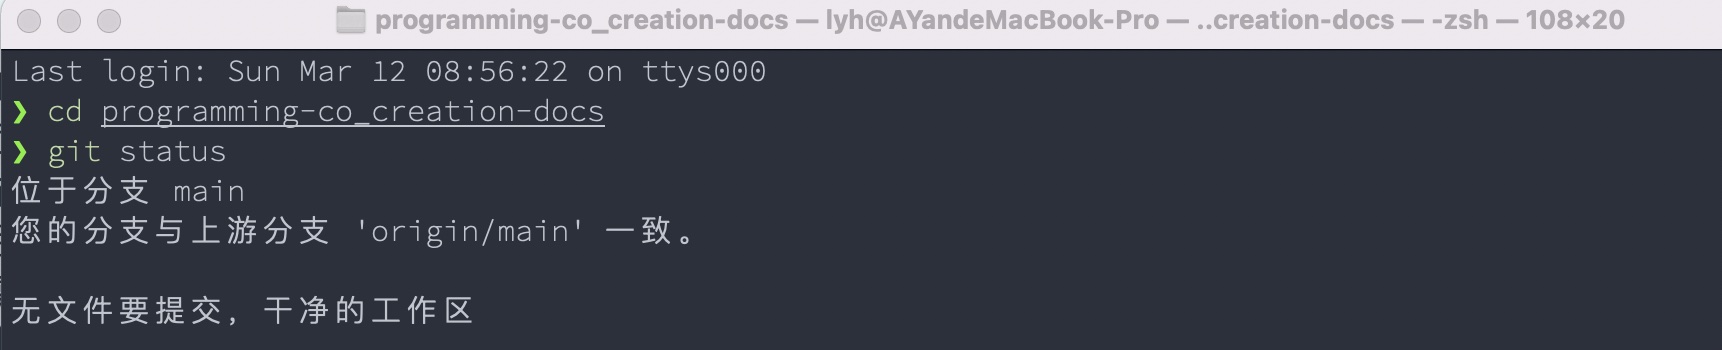 programming-co_creation-docs — lyh@AYandeMacBook-Pro — ..creation-docs — -zsh — 108×20
Last login: Sun Mar 12 08:56:22 on ttys000
❯ cd programming-co_creation-docs
❯ git status
位于分支 main
您的分支与上游分支 'origin/main' 一致。
无文件要提交，干净的工作区